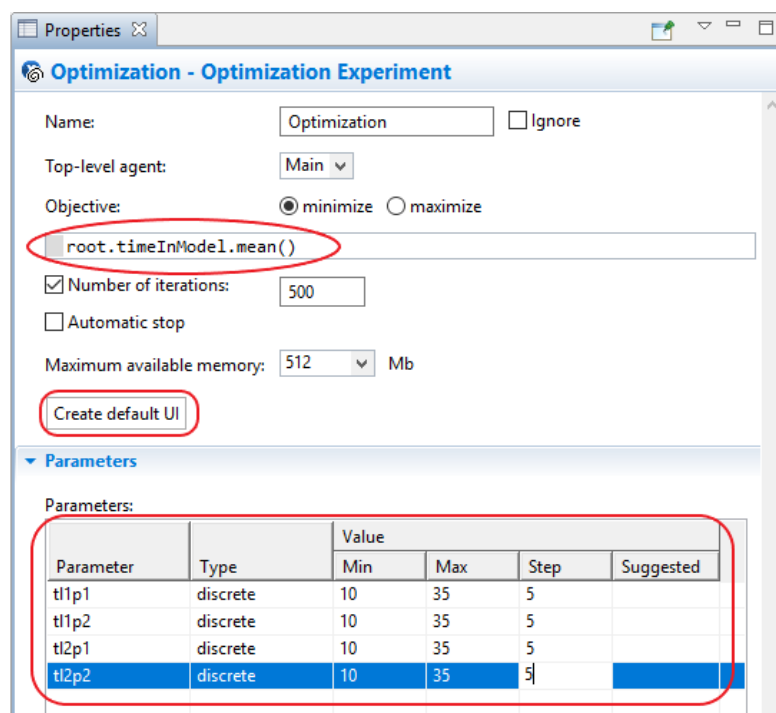 Properties
Optimization - Optimization Experiment
Name: Optimization Ignore
Top-level agent: Main
Objective: minimize maximize
root.timeInModel.mean()
Number of iterations: 500
Automatic stop
Maximum available memory: 512 Mb
Create default UI
Parameters
Parameters:
Value
Parameter Type Min Max Step Suggested
tl1p1 discrete 10 35 5
tl1p2 discrete 10 35 5
tl2p1 discrete 10 35 5
tl2p2 discrete 10 35 5